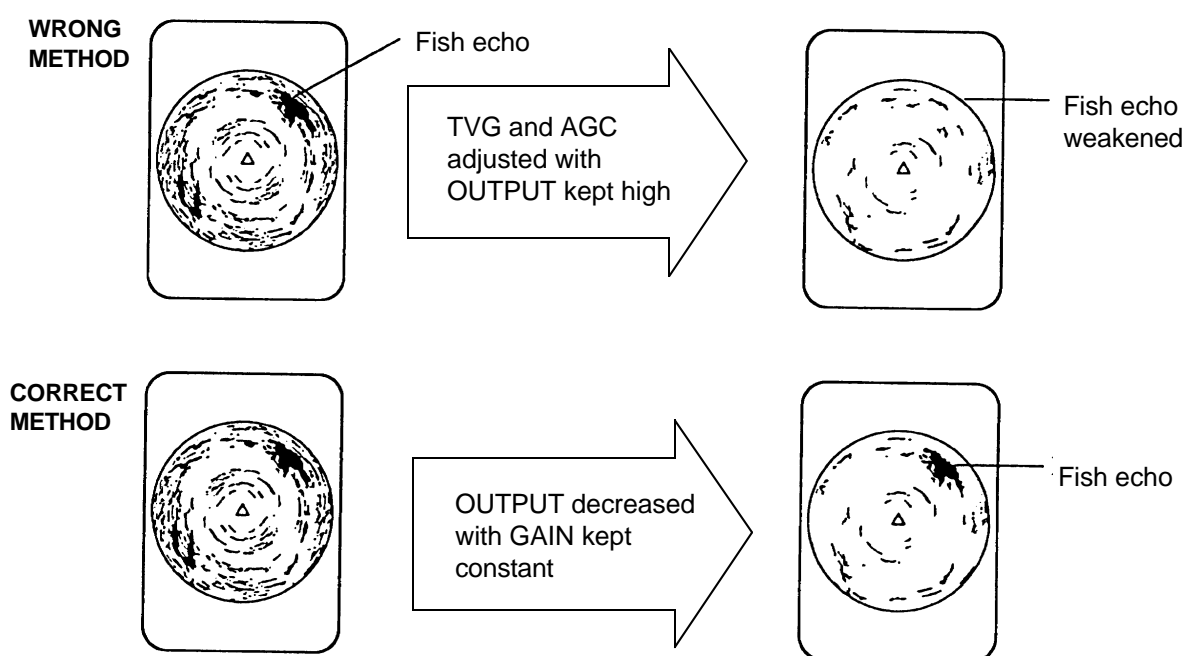 WRONG
METHOD
Fish echo
TVG and AGC
adjusted with
OUTPUT kept high
Fish echo
weakened
CORRECT
METHOD
OUTPUT decreased
with GAIN kept
constant
Fish echo